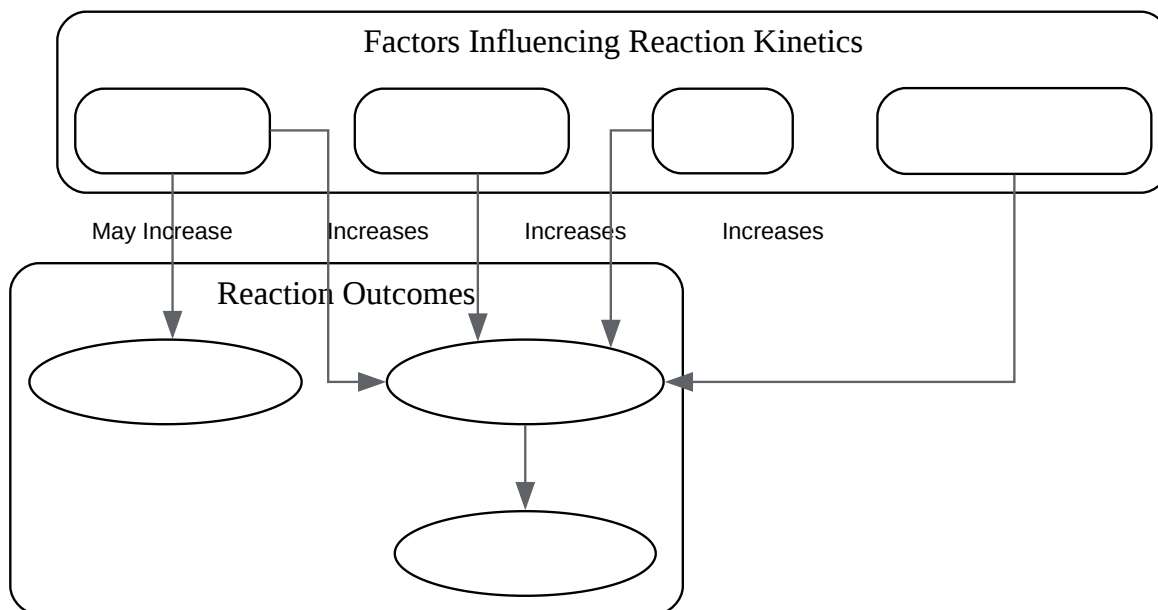 Factors Influencing Reaction Kinetics
May Increase
Increases
Increases
Increases
Reaction Outcomes